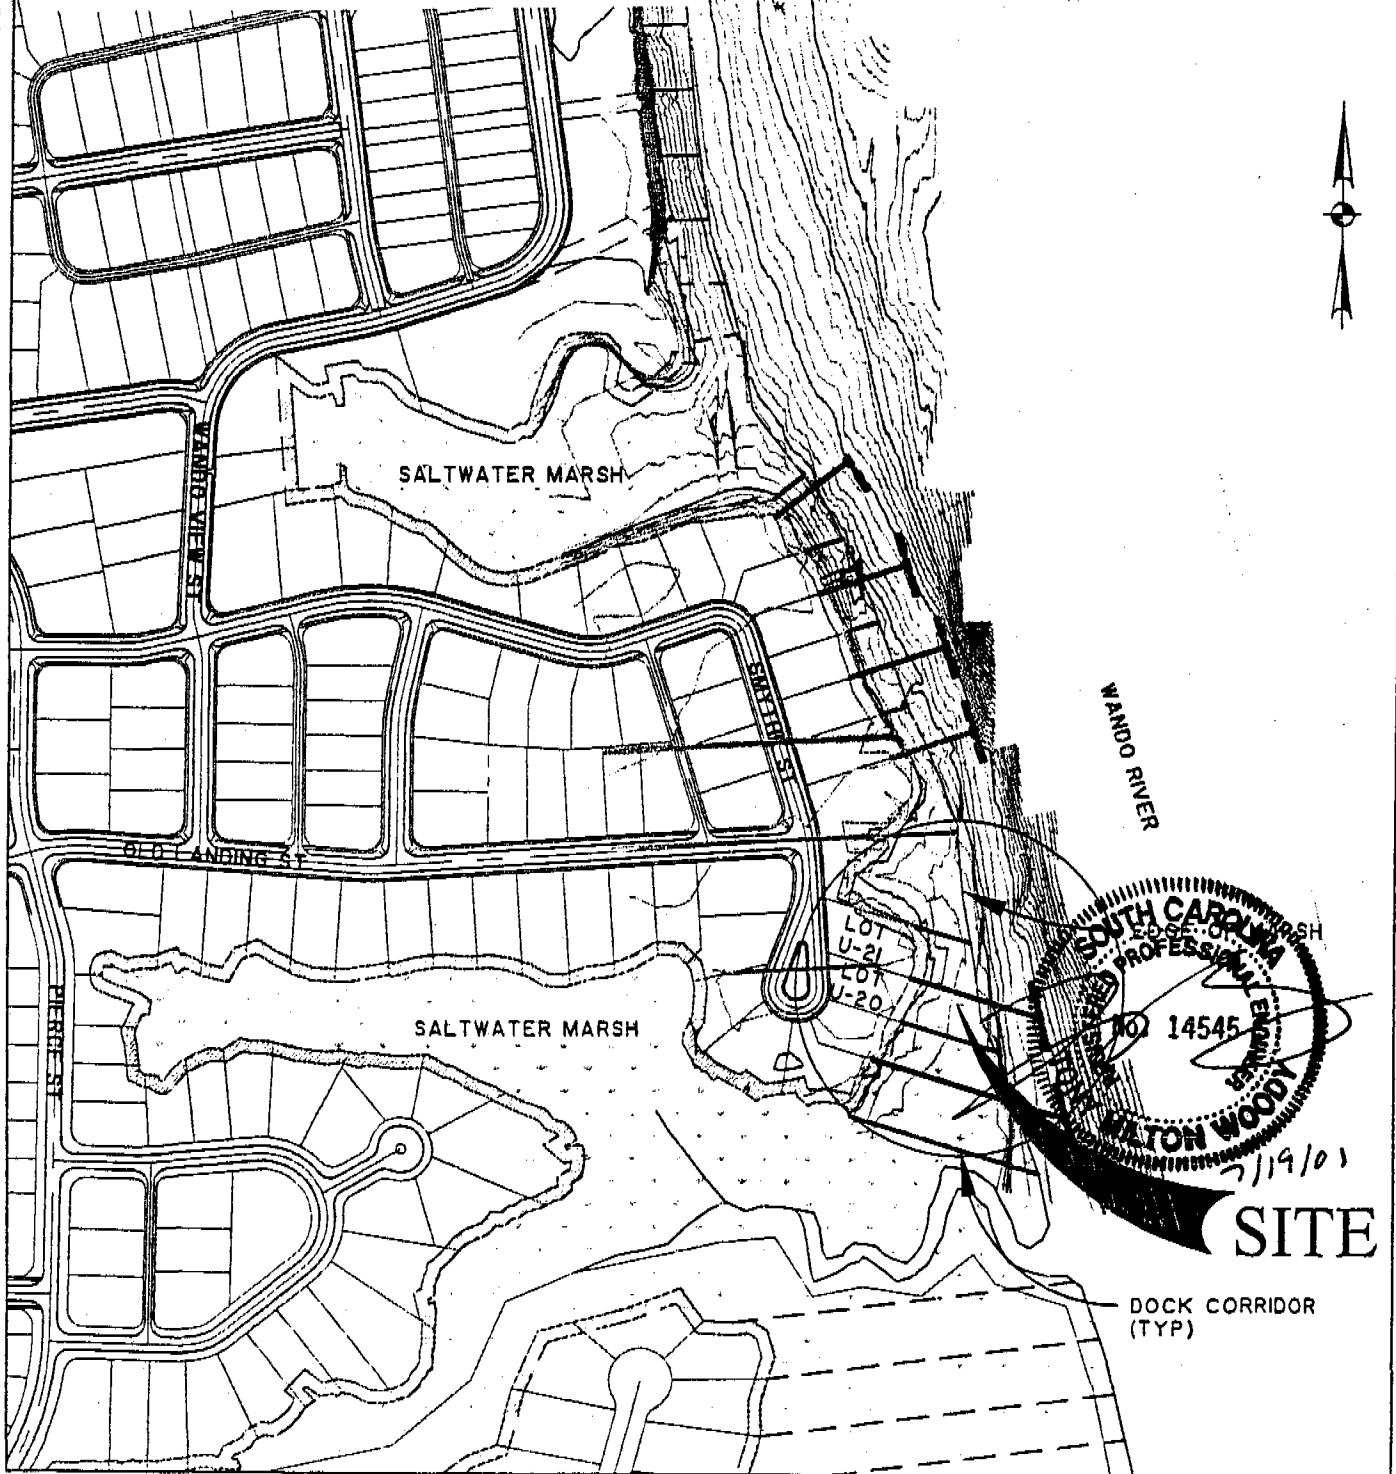 SALTWATER MARSH
WANDO VIEW ST
SMYTHE ST
WANDO RIVER
OLD LANDING ST
LOT
U-21
LOT
U-20
SOUTH CAROLINA
EDGE OF MARSH
REGISTERED PROFESSIONAL ENGINEER
No. 14545
MILTON WOODY
7/19/01
SALTWATER MARSH
PIERCE ST
SITE
DOCK CORRIDOR
(TYP)